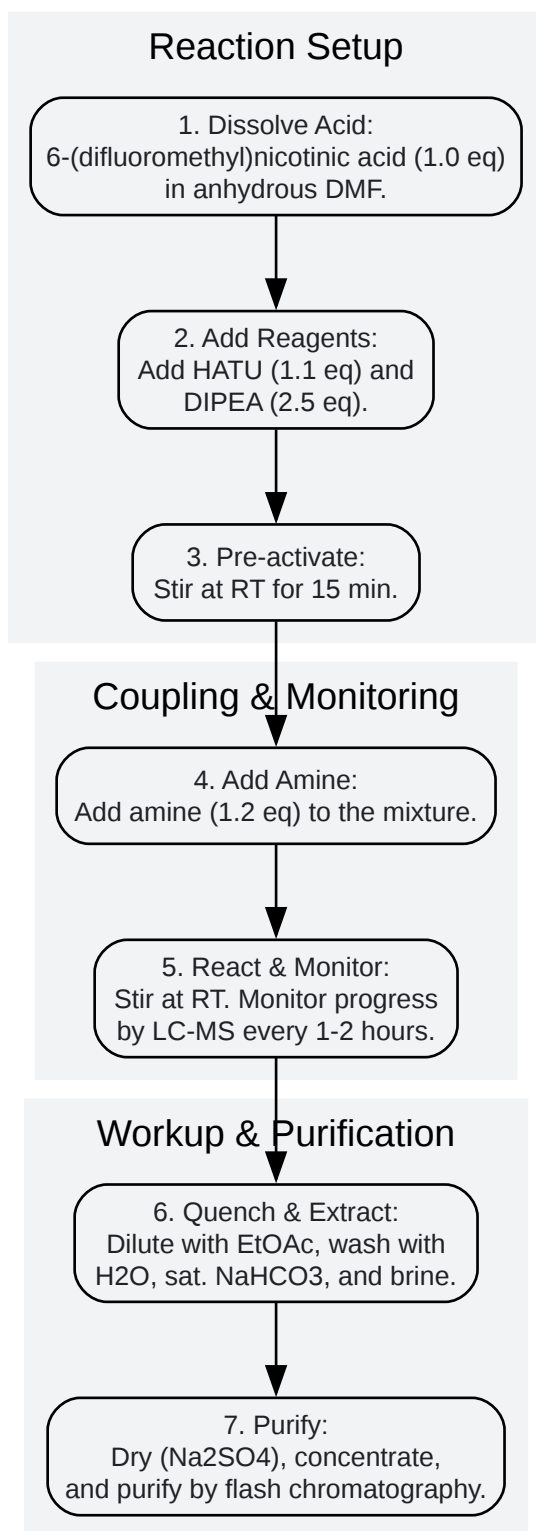 Reaction Setup
1. Dissolve Acid:
6-(difluoromethyl)nicotinic acid (1.0 eq)
in anhydrous DMF.
2. Add Reagents:
Add HATU (1.1 eq) and
DIPEA (2.5 eq).
3. Pre-activate:
Stir at RT for 15 min.
Coupling & Monitoring
4. Add Amine:
Add amine (1.2 eq) to the mixture.
5. React & Monitor:
Stir at RT. Monitor progress
by LC-MS every 1-2 hours.
Workup & Purification
6. Quench & Extract:
Dilute with EtOAc, wash with
H2O, sat. NaHCO3, and brine.
7. Purify:
Dry (Na2SO4), concentrate,
and purify by flash chromatography.